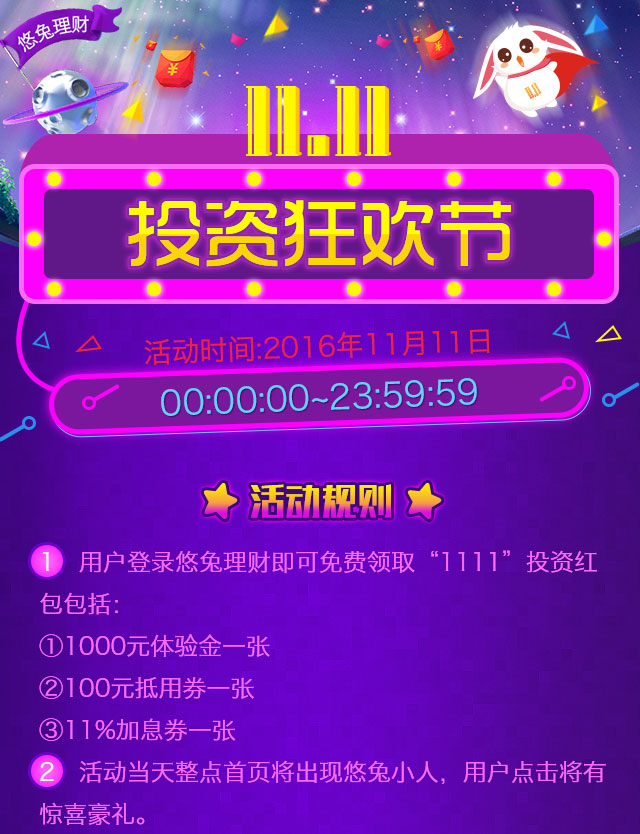 悠兔理财
¥
¥
11.11
11.11
投资狂欢节
活动时间:2016年11月11日
00:00:00~23:59:59
活动规则
1 用户登录悠兔理财即可免费领取“1111”投资红
包包括：
①1000元体验金一张
②100元抵用券一张
③11%加息券一张
2 活动当天整点首页将出现悠兔小人，用户点击将有
惊喜豪礼。